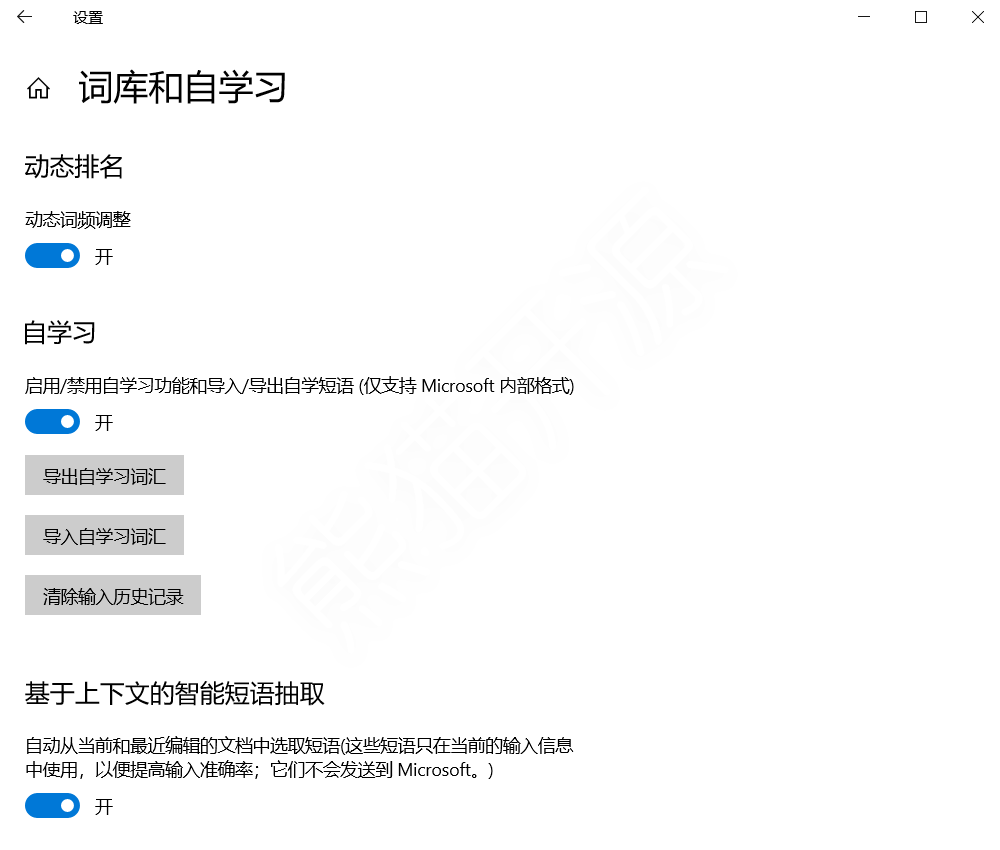 设置
词库和自学习
动态排名
动态词频调整
开
自学习
启用/禁用自学习功能和导入/导出自学短语 (仅支持 Microsoft 内部格式)
开
导出自学习词汇
导入自学习词汇
清除输入历史记录
基于上下文的智能短语抽取
自动从当前和最近编辑的文档中选取短语(这些短语只在当前的输入信息
中使用，以便提高输入准确率；它们不会发送到 Microsoft。)
开
熊猫开源